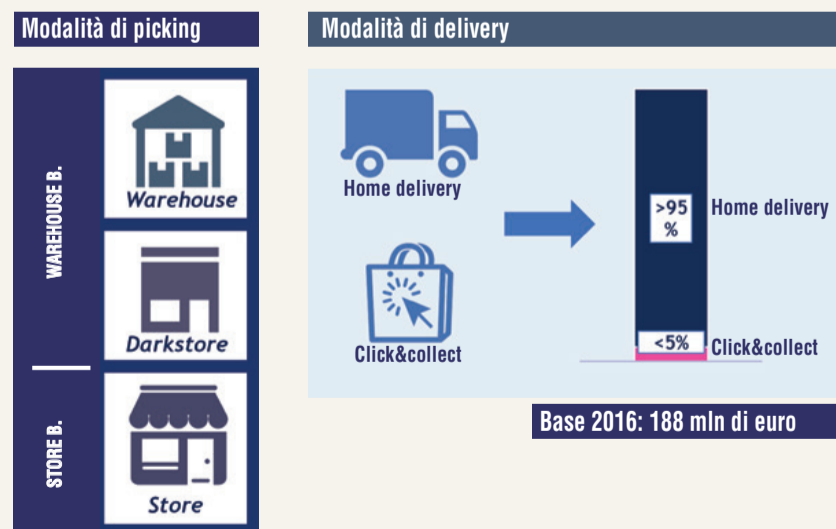 Modalità di picking
WAREHOUSE B.
Warehouse
Darkstore
STORE B.
Store
Modalità di delivery
Home delivery
Click&collect
>95
%
Home delivery
<5%
Click&collect
Base 2016: 188 mln di euro